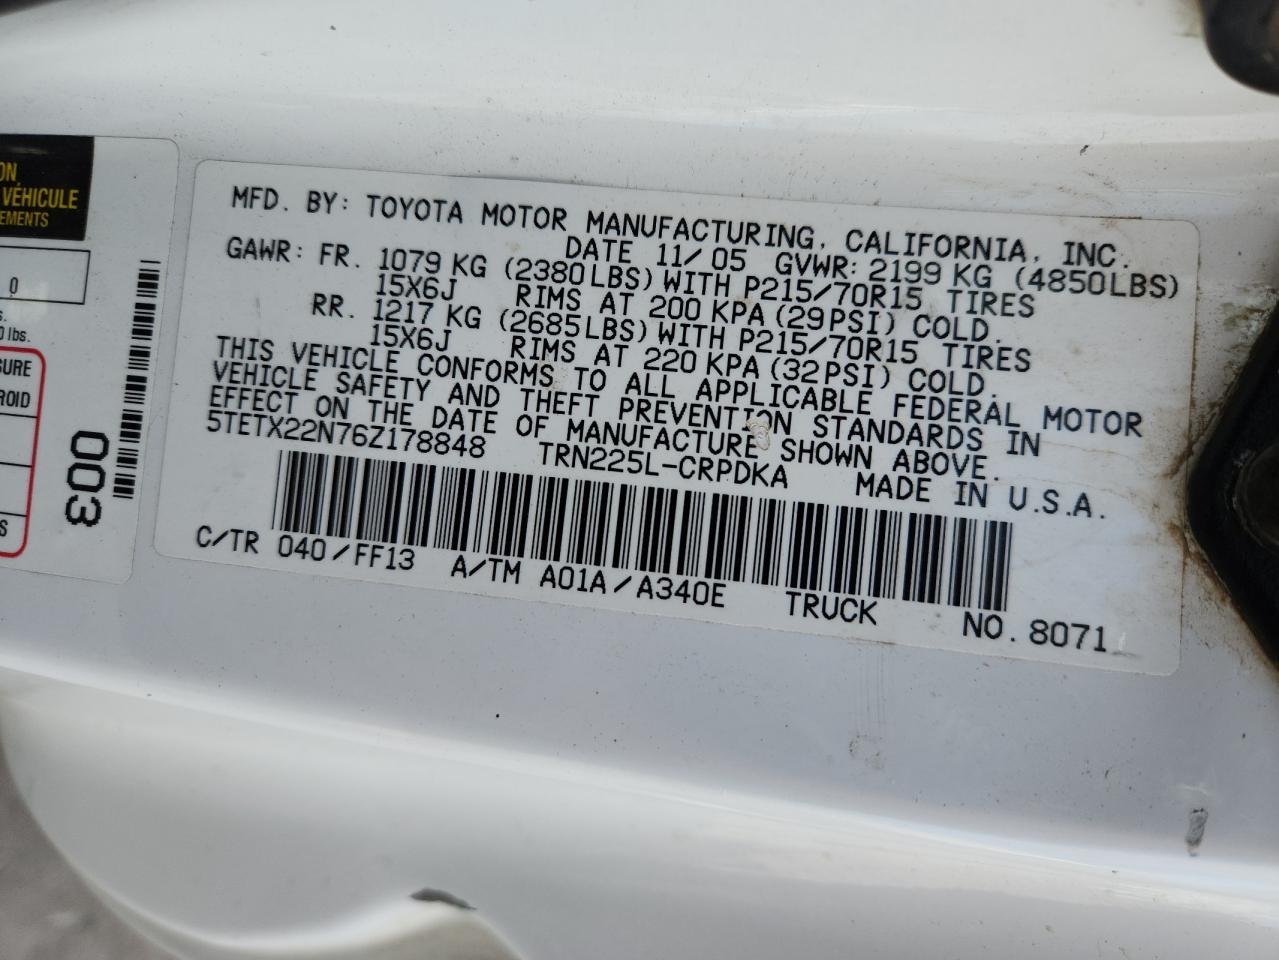 ON
VÉHICULE
EMENTS
0
s.
0 lbs.
SURE
ROID
S
003
MFD. BY: TOYOTA MOTOR MANUFACTURING, CALIFORNIA, INC.
DATE 11/05 GVWR: 2199 KG (4850LBS)
GAWR: FR. 1079 KG (2380LBS) WITH P215/70R15 TIRES
15X6J RIMS AT 200 KPA (29PSI) COLD.
RR. 1217 KG (2685LBS) WITH P215/70R15 TIRES
15X6J RIMS AT 220 KPA (32PSI) COLD.
THIS VEHICLE CONFORMS TO ALL APPLICABLE FEDERAL MOTOR
VEHICLE SAFETY AND THEFT PREVENTION STANDARDS IN
EFFECT ON THE DATE OF MANUFACTURE SHOWN ABOVE.
5TETX22N76Z178848 TRN225L-CRPDKA MADE IN U.S.A.
C/TR 040/FF13 A/TM A01A/A340E TRUCK NO. 8071